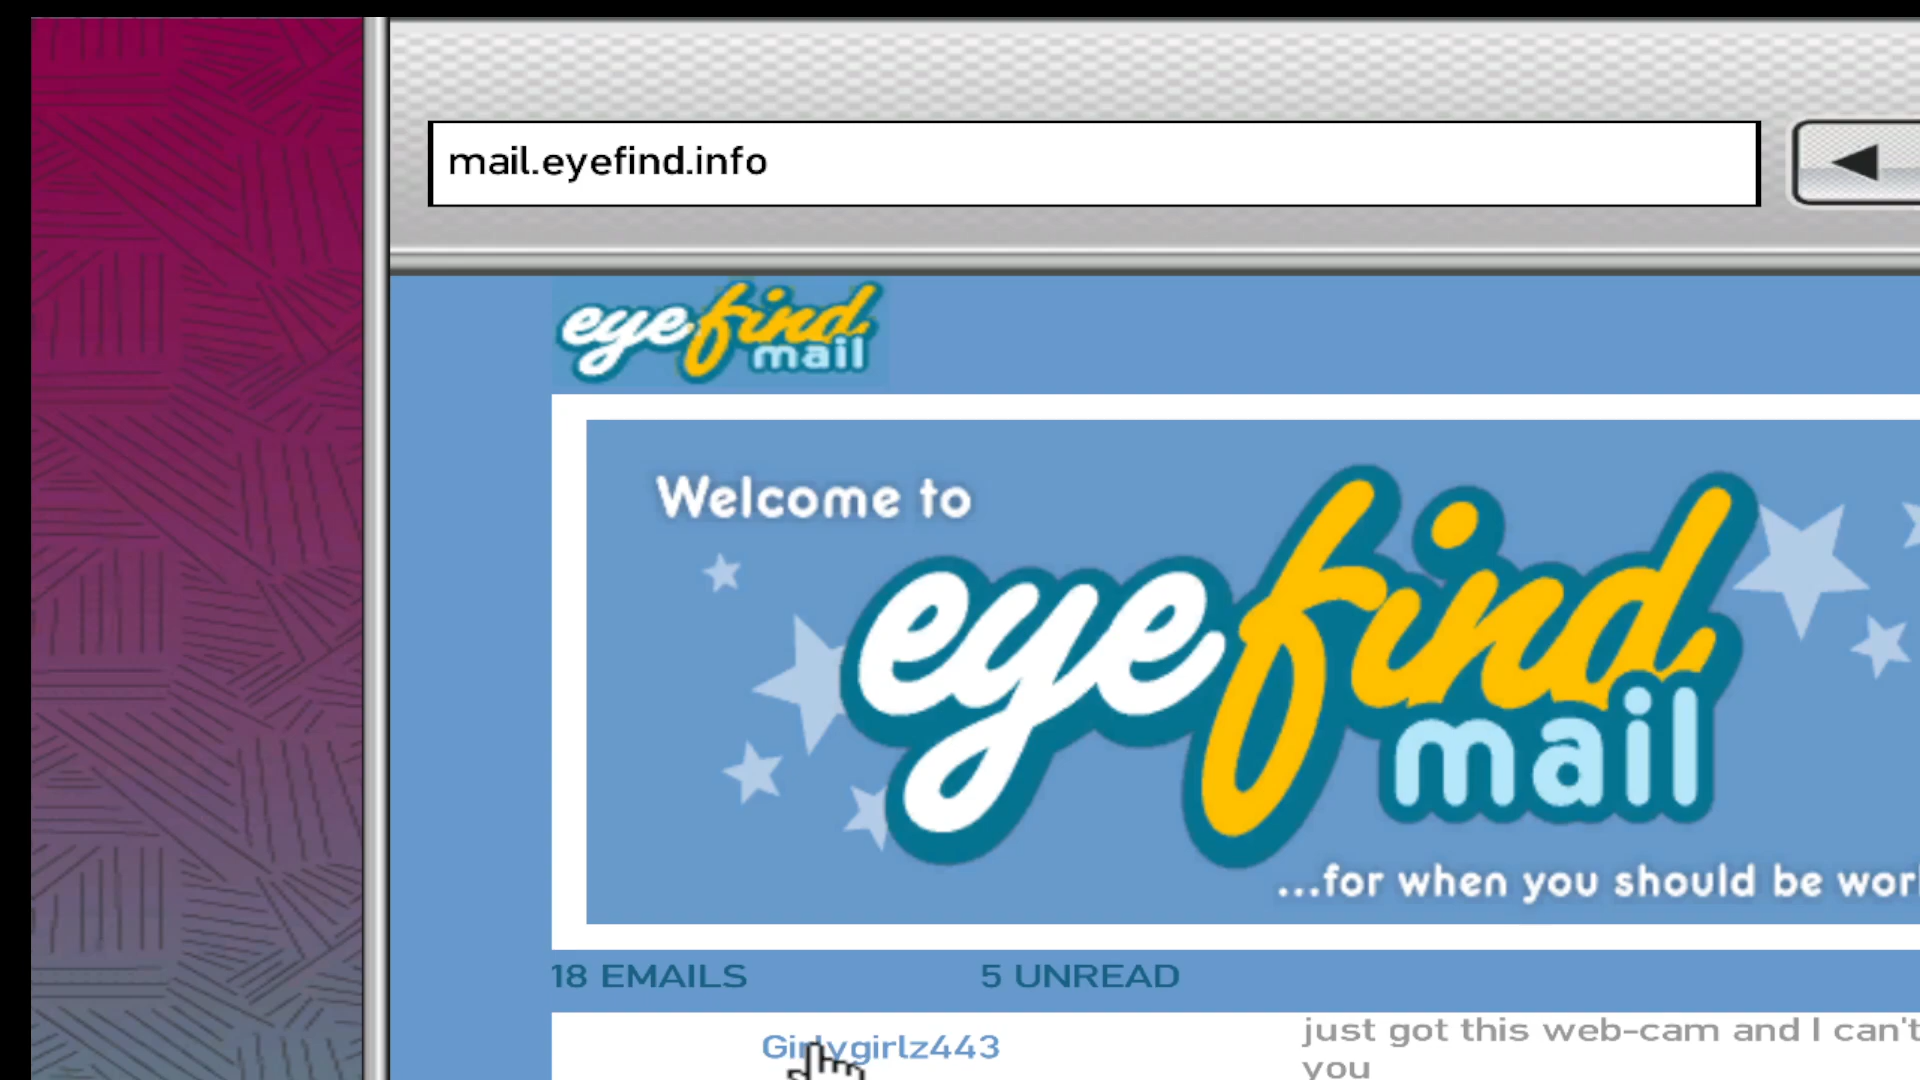 mail.eyefind.info
eyefind.
mail
Welcome to
eyefind.
mail
...for when you should be wor
18 EMAILS 5 UNREAD
Girlygirlz443
just got this web-cam and I can't
you